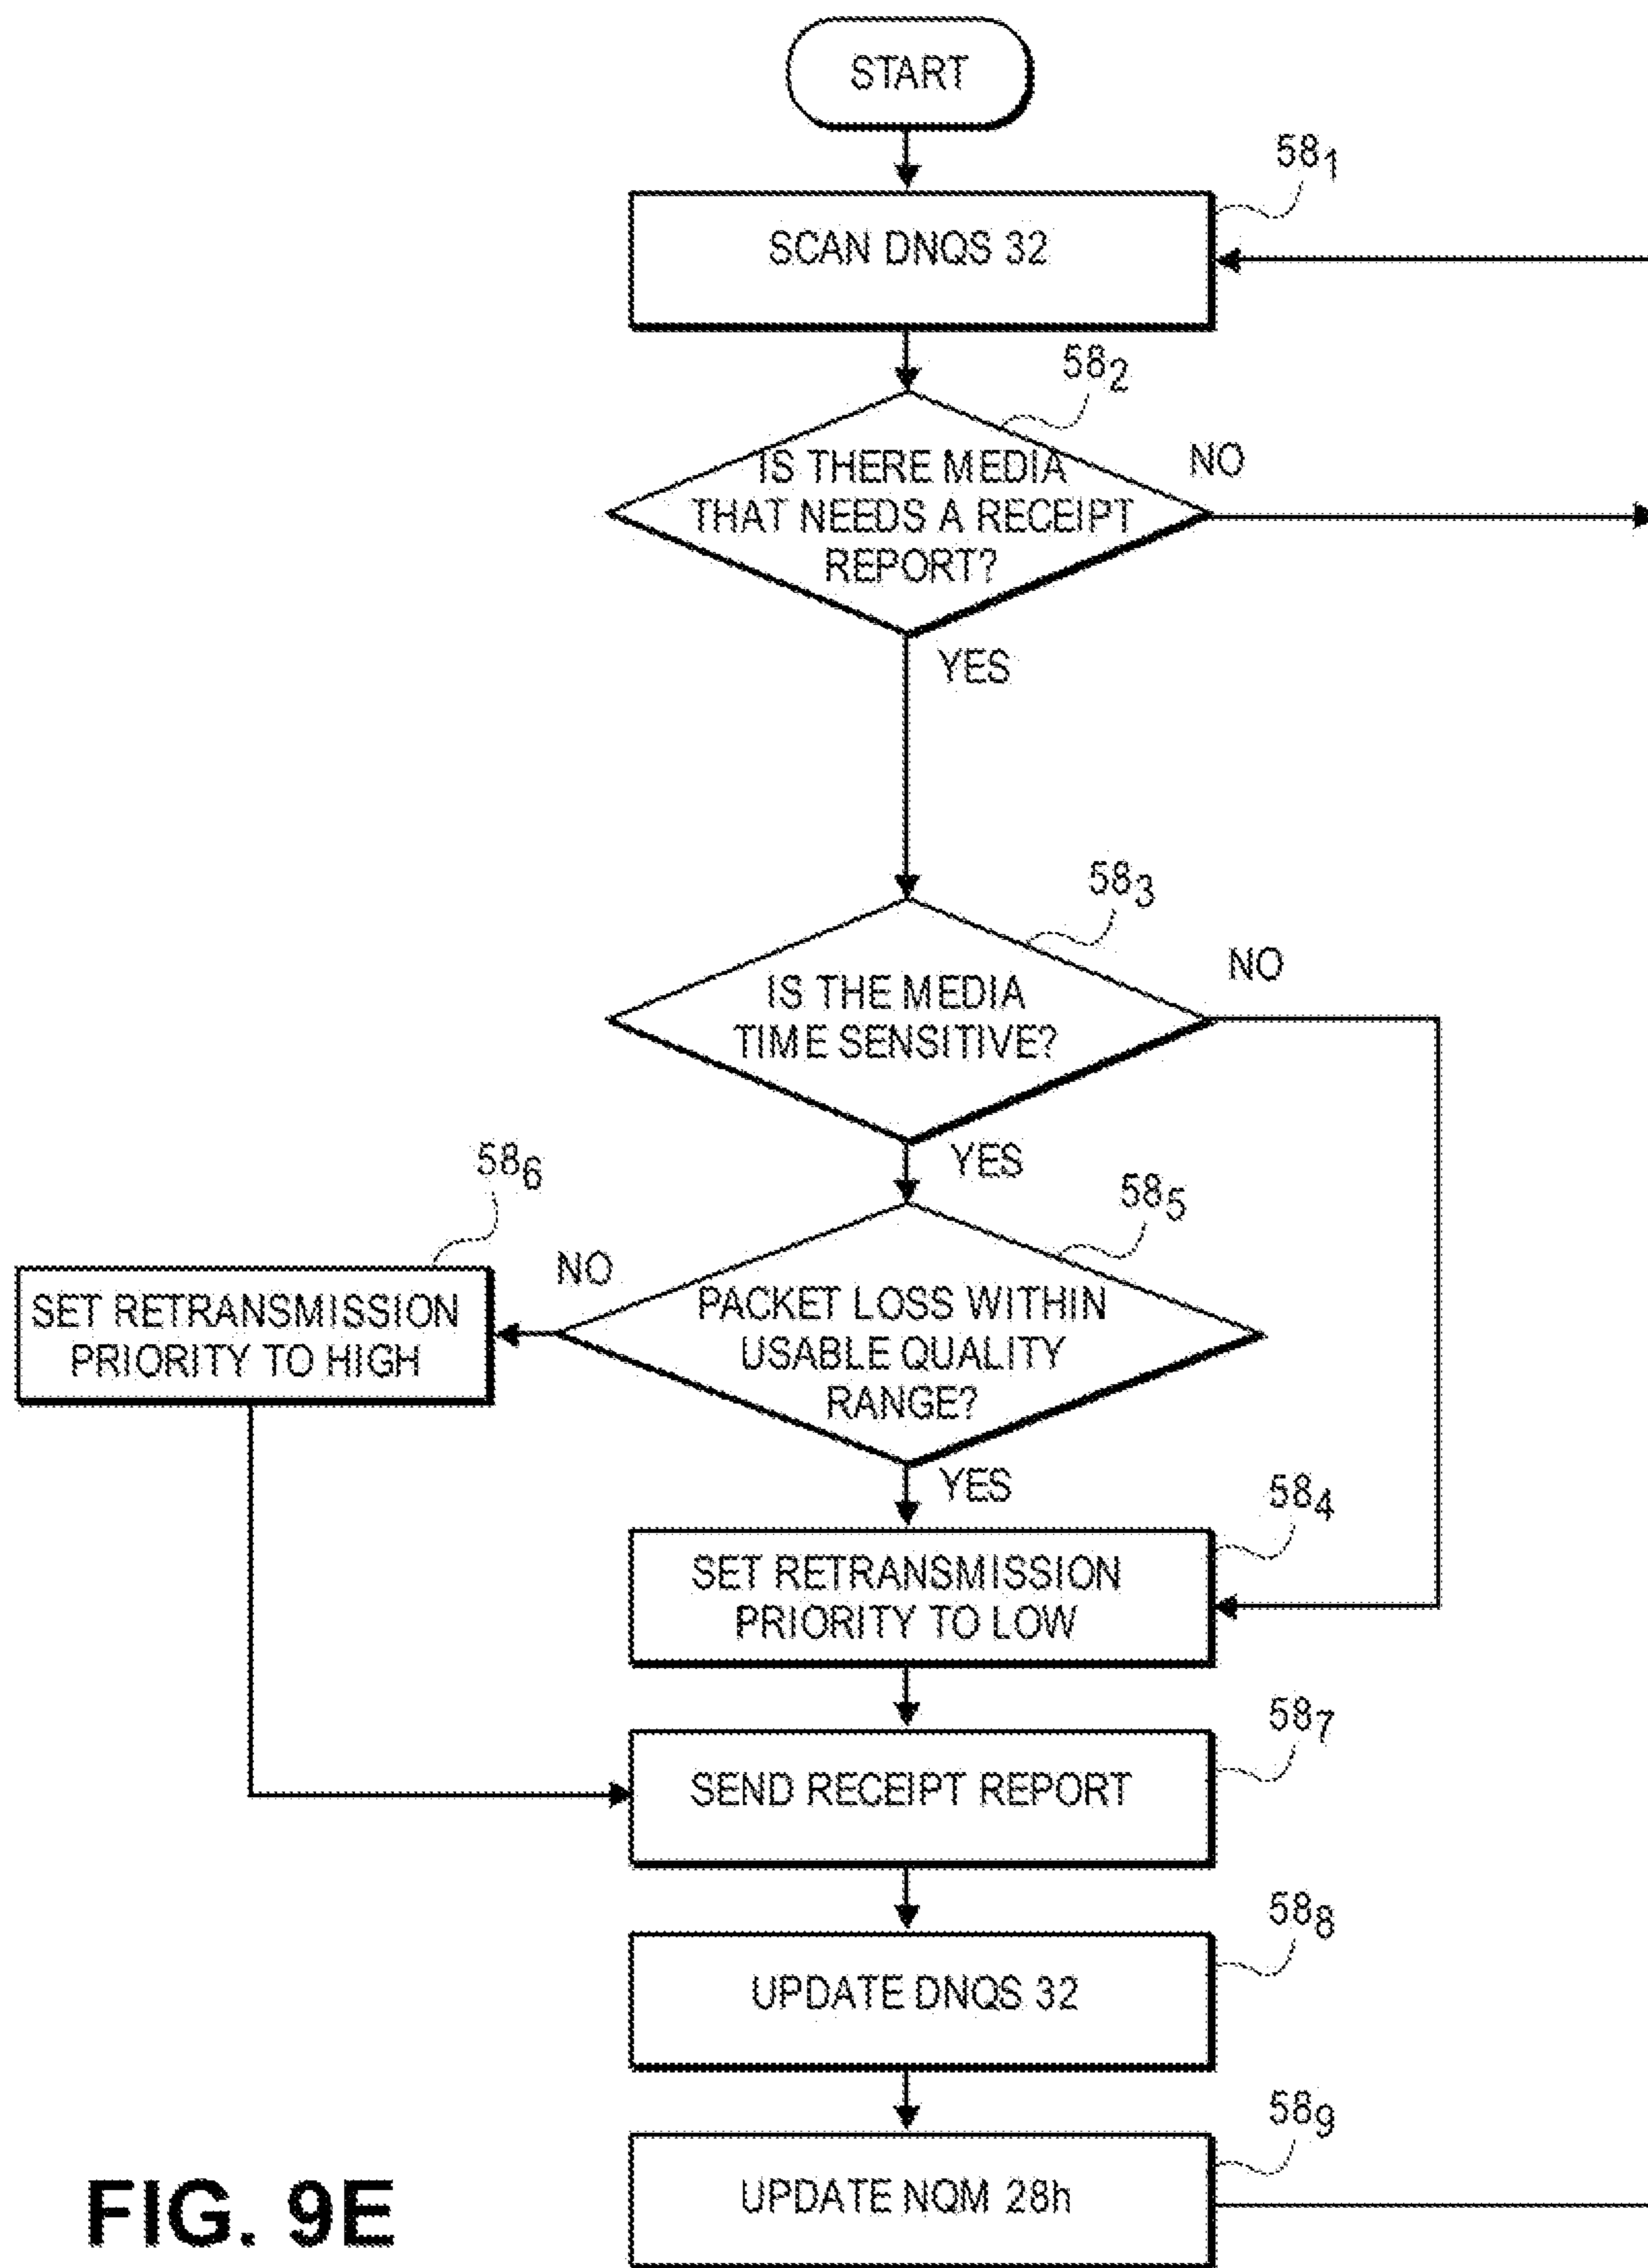 START
58₁
SCAN DNQS 32
58₂
IS THERE MEDIA
THAT NEEDS A RECEIPT
REPORT?
NO
YES
58₃
IS THE MEDIA
TIME SENSITIVE?
NO
YES
58₆
SET RETRANSMISSION
PRIORITY TO HIGH
NO
58₅
PACKET LOSS WITHIN
USABLE QUALITY
RANGE?
YES
58₄
SET RETRANSMISSION
PRIORITY TO LOW
58₇
SEND RECEIPT REPORT
58₈
UPDATE DNQS 32
58₉
UPDATE NQM 28h
FIG. 9E